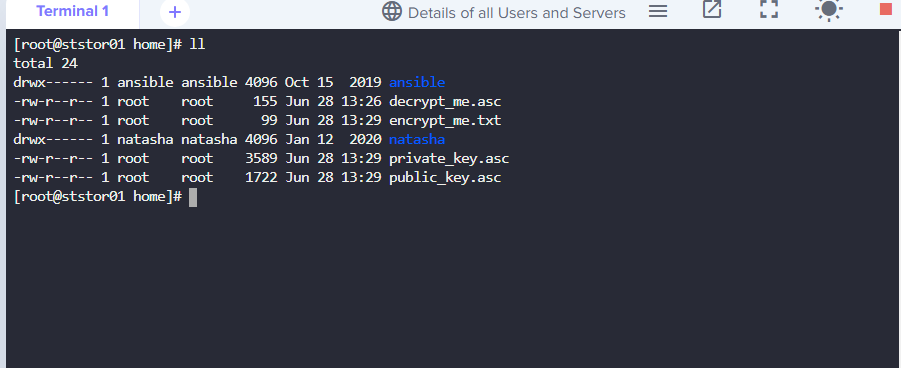 Terminal 1 + Details of all Users and Servers
[root@ststor01 home]# ll
total 24
drwx------ 1 ansible ansible 4096 Oct 15  2019 ansible
-rw-r--r-- 1 root    root     155 Jun 28 13:26 decrypt_me.asc
-rw-r--r-- 1 root    root      99 Jun 28 13:29 encrypt_me.txt
drwx------ 1 natasha natasha 4096 Jan 12  2020 natasha
-rw-r--r-- 1 root    root    3589 Jun 28 13:29 private_key.asc
-rw-r--r-- 1 root    root    1722 Jun 28 13:29 public_key.asc
[root@ststor01 home]#